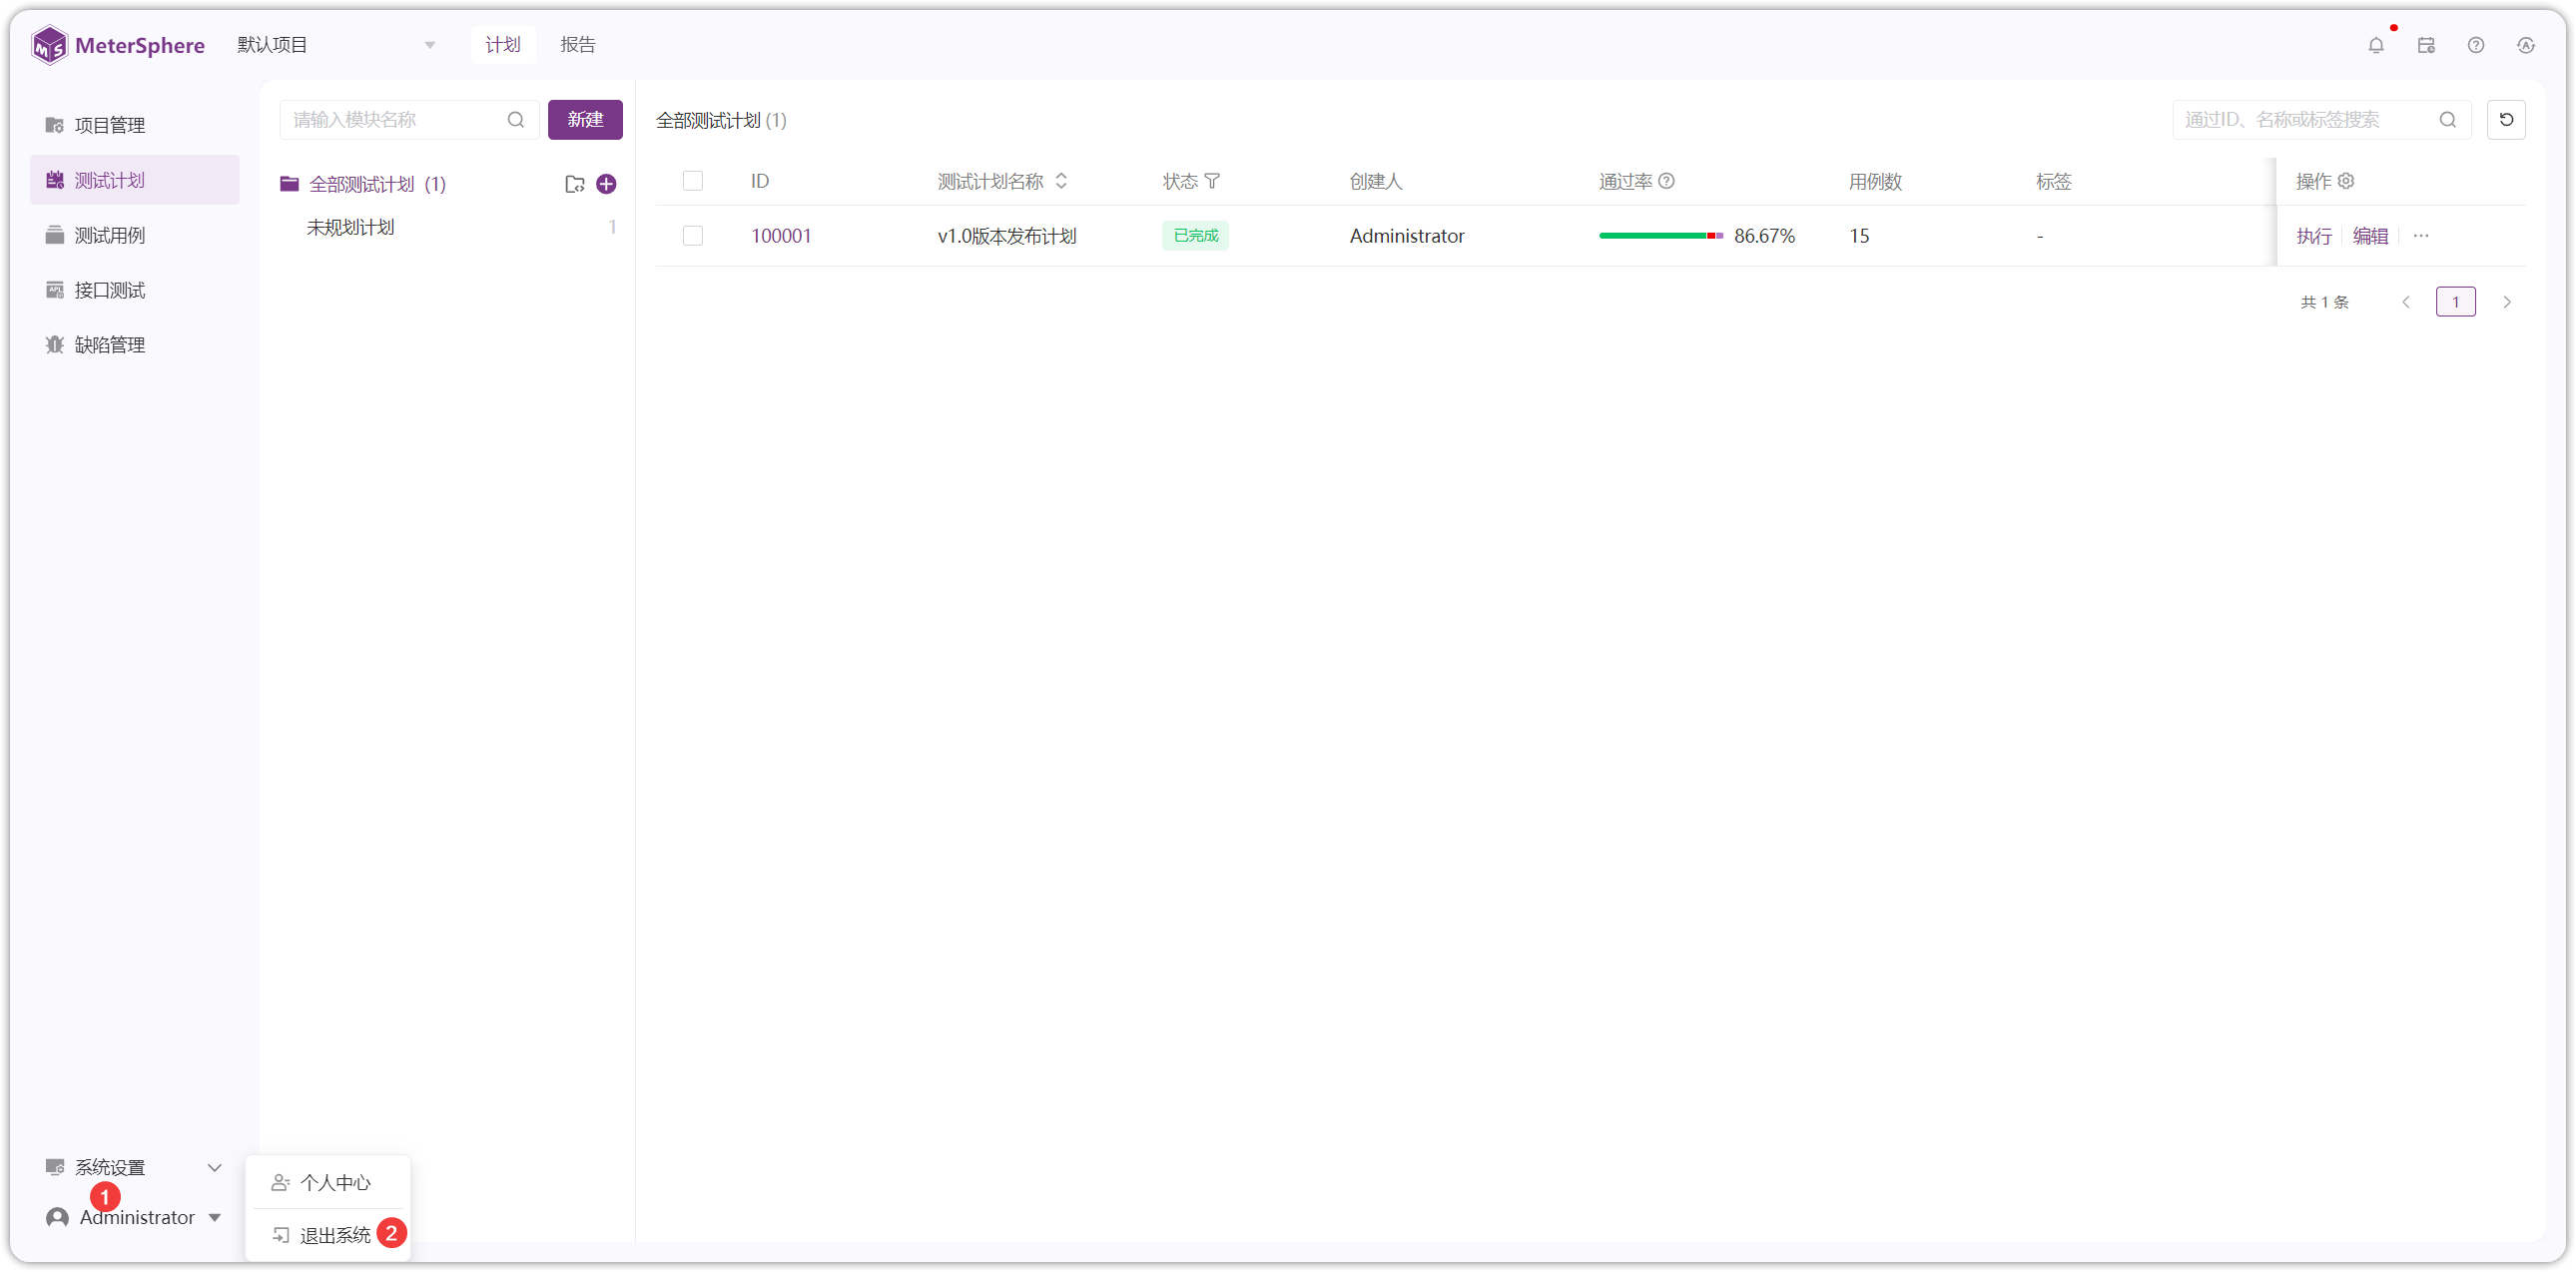 MeterSphere 默认项目 计划 报告
项目管理
测试计划
测试用例
接口测试
缺陷管理
请输入模块名称 新建
全部测试计划 (1)
未规划计划 1
全部测试计划 (1) 通过ID、名称或标签搜索
ID 测试计划名称 状态 创建人 通过率 用例数 标签 操作
100001 v1.0版本发布计划 已完成 Administrator 86.67% 15 - 执行 编辑 ···
共 1 条 1
系统设置
1
Administrator
个人中心
退出系统 2